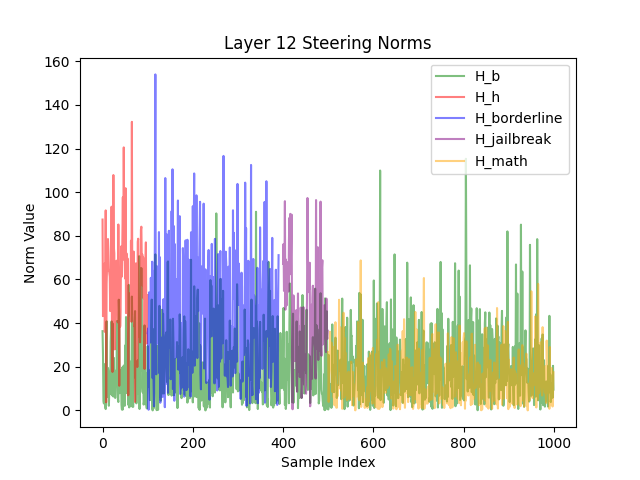 Layer 12 Steering Norms
160
140
120
100
80
60
40
20
0
Norm Value
H_b
H_h
H_borderline
H_jailbreak
H_math
0
200
400
600
800
1000
Sample Index